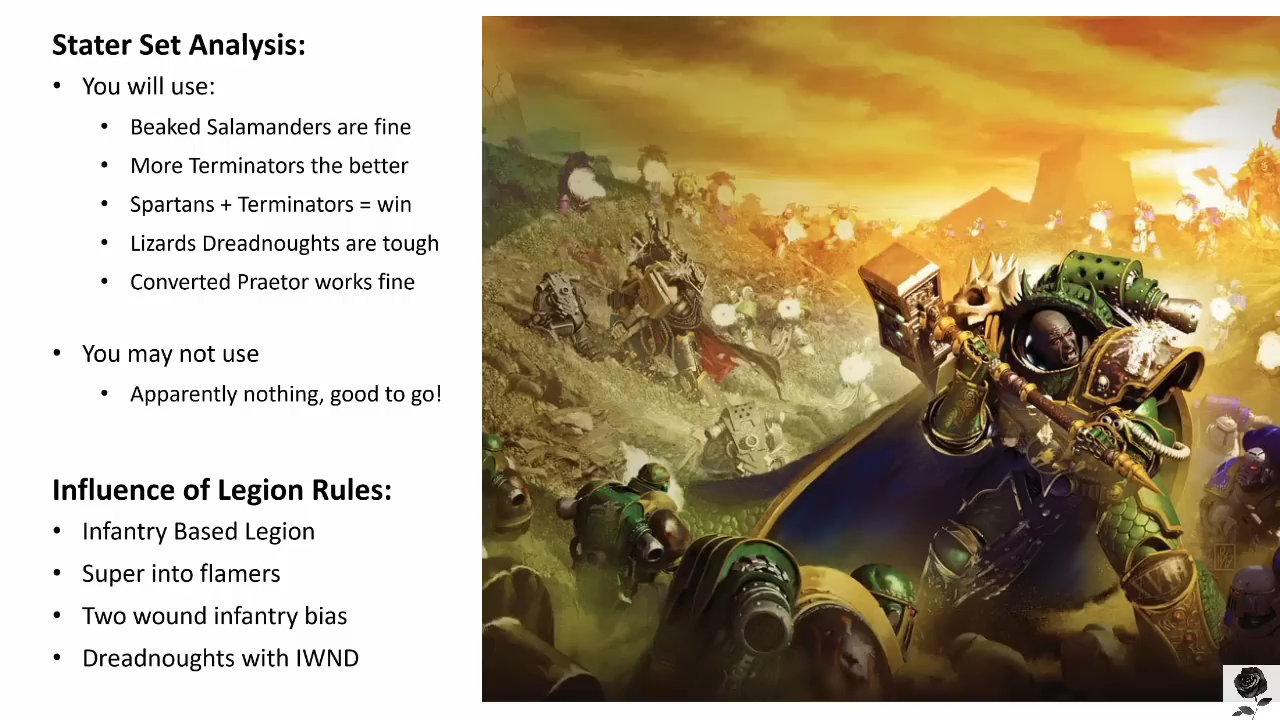 Stater Set Analysis:
• You will use:
• Beaked Salamanders are fine
• More Terminators the better
• Spartans + Terminators = win
• Lizards Dreadnoughts are tough
• Converted Praetor works fine
• You may not use
• Apparently nothing, good to go!
Influence of Legion Rules:
• Infantry Based Legion
• Super into flamers
• Two wound infantry bias
• Dreadnoughts with IWND